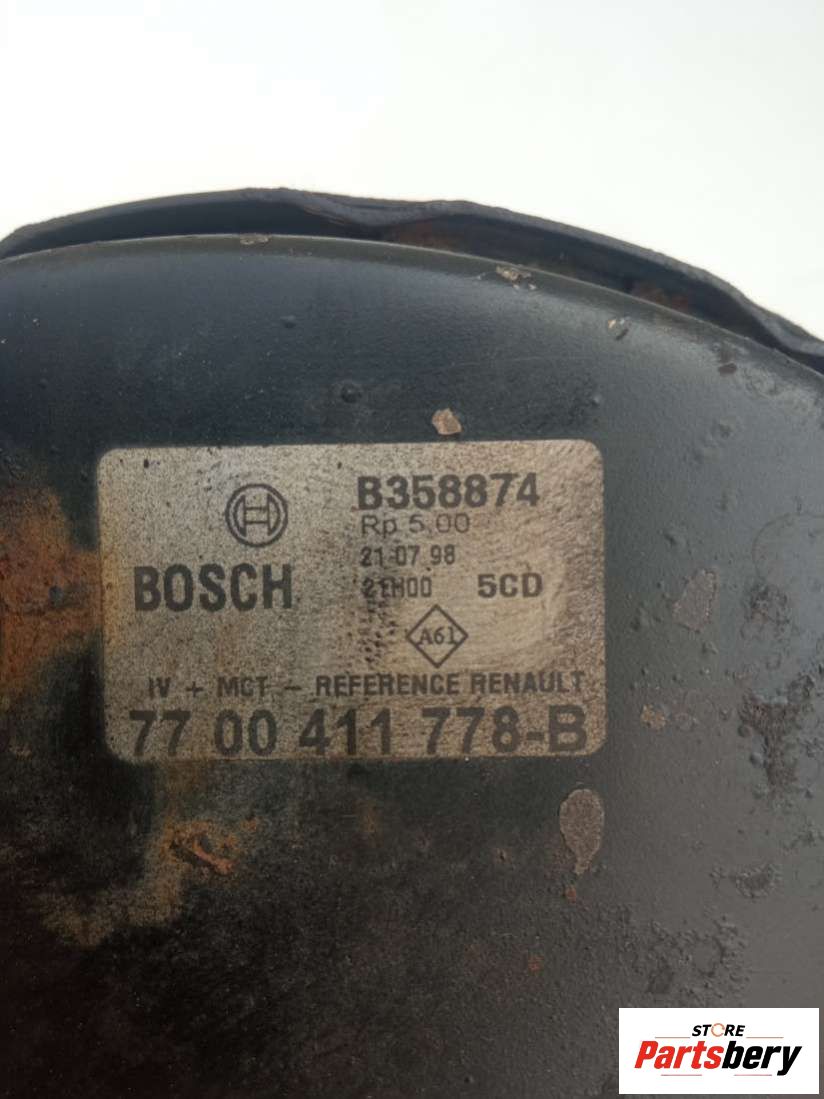 B358874
Rp 5.00
21 07 98
BOSCH
21H00 5CD
A61
IV + MCT - REFERENCE RENAULT
77 00 411 778-B
STORE
Partsbery